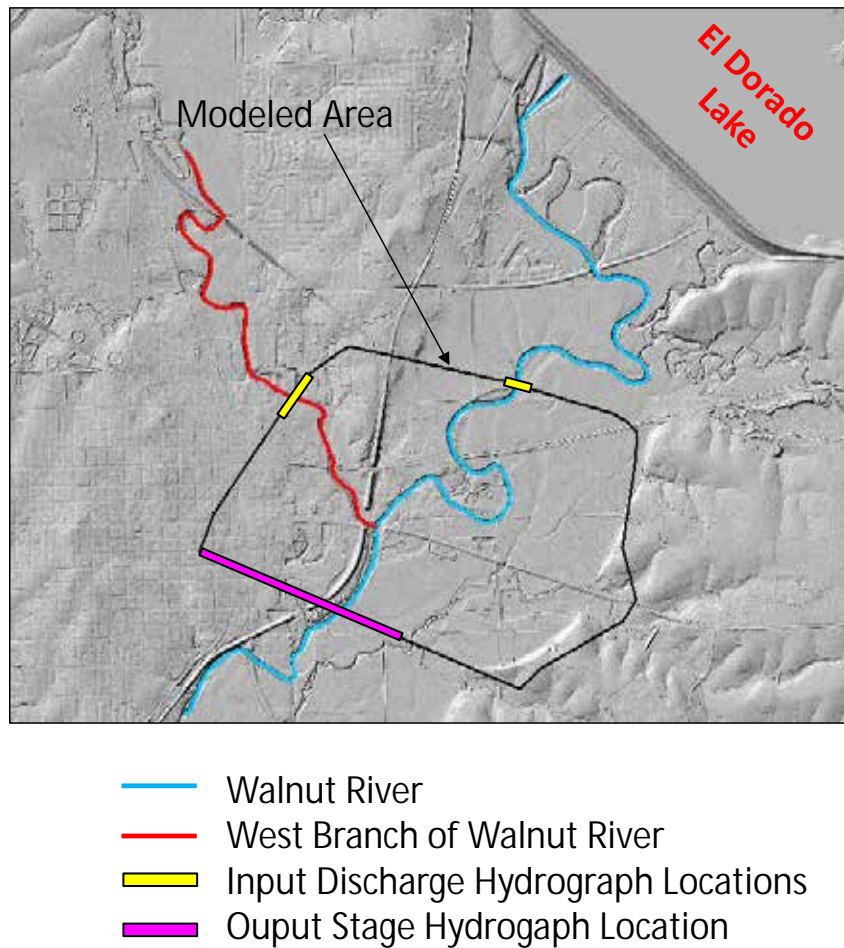 El Dorado
Lake
Modeled Area
Walnut River
West Branch of Walnut River
Input Discharge Hydrograph Locations
Ouput Stage Hydrogaph Location